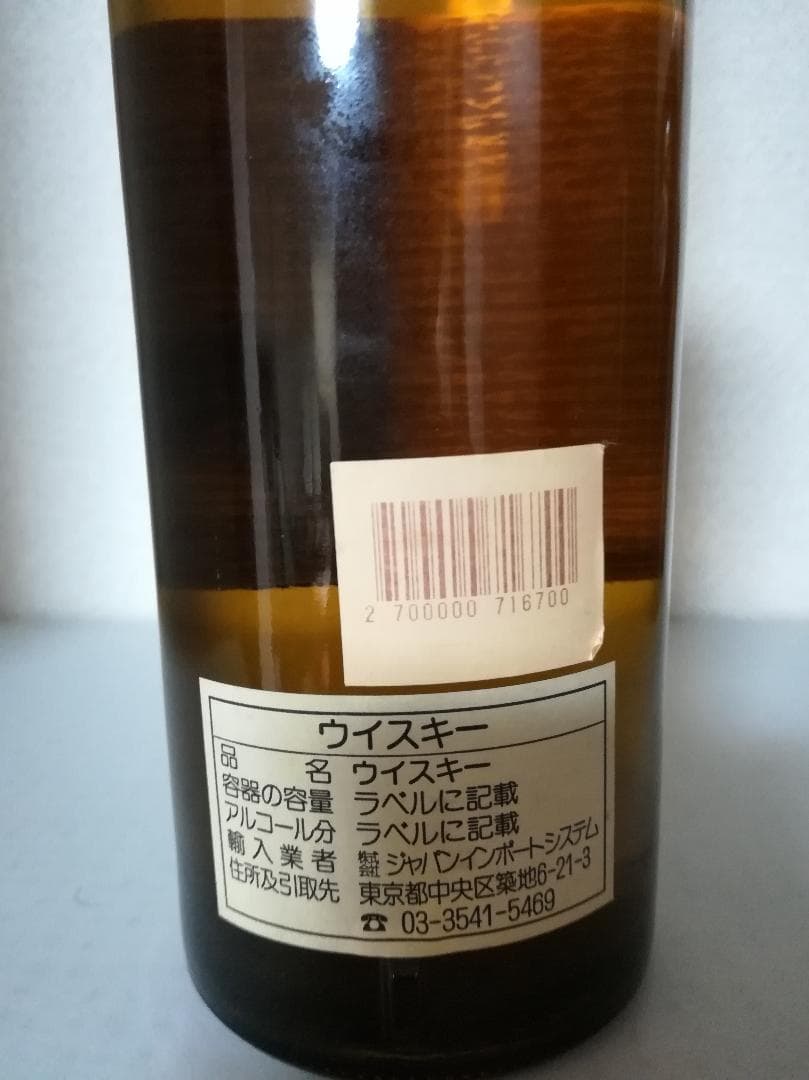 2 700000 716700
ウイスキー
品 名 ウイスキー
容器の容量 ラベルに記載
アルコール分 ラベルに記載
輸入業者 株式会社 ジャパンインポートシステム
住所及引取先 東京都中央区築地6-21-3
☎ 03-3541-5469